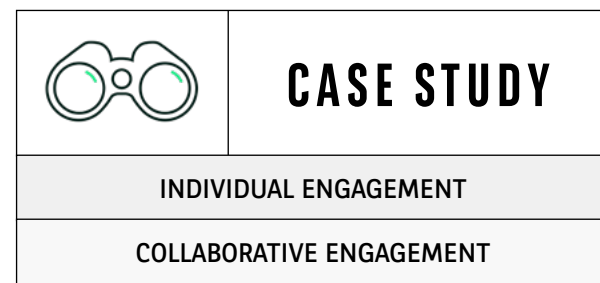 CASE STUDY
INDIVIDUAL ENGAGEMENT
COLLABORATIVE ENGAGEMENT